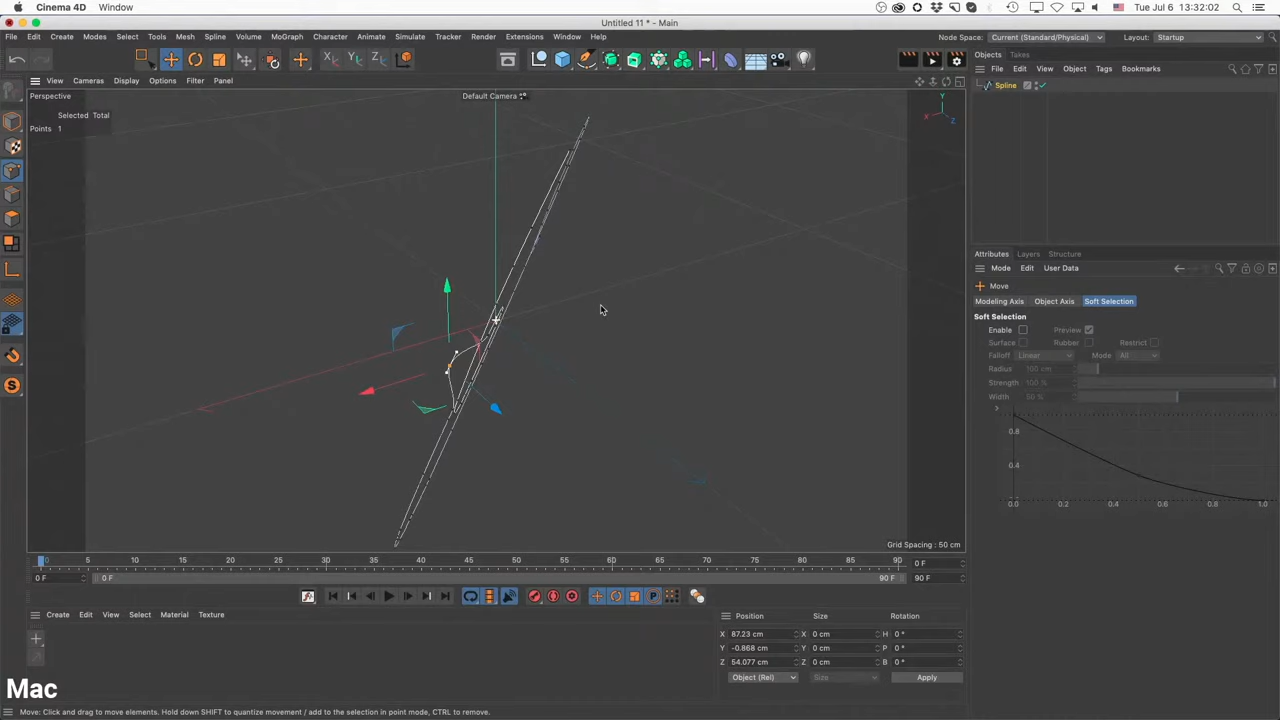 Cinema 4D Window
Tue Jul 6 13:32:02
Untitled 11 * - Main
File Edit Create Modes Select Tools Mesh Spline Volume MoGraph Character Animate Simulate Tracker Render Extensions Window Help
Node Space: Current (Standard/Physical) Layout: Startup
Objects Takes
File Edit View Object Tags Bookmarks
Spline
View Cameras Display Options Filter Panel
Perspective
Default Camera
Selected Total
Points 1
Y
X
Z
Grid Spacing : 50 cm
Attributes Layers Structure
Mode Edit User Data
Move
Modeling Axis Object Axis Soft Selection
Soft Selection
Enable Preview
Surface Rubber Restrict
Falloff Linear Mode All
Radius 100 cm
Strength 100 %
Width 50 %
0.8
0.4
0.0 0.2 0.4 0.6 0.8 1.0
0 5 10 15 20 25 30 35 40 45 50 55 60 65 70 75 80 85 90 0 F
0 F 0 F 90 F 90 F
Create Edit View Select Material Texture
Position Size Rotation
X 87.23 cm X 0 cm H 0 °
Y -0.868 cm Y 0 cm P 0 °
Z 54.077 cm Z 0 cm B 0 °
Object (Rel) Size Apply
Mac
Move: Click and drag to move elements. Hold down SHIFT to quantize movement / add to the selection in point mode, CTRL to remove.